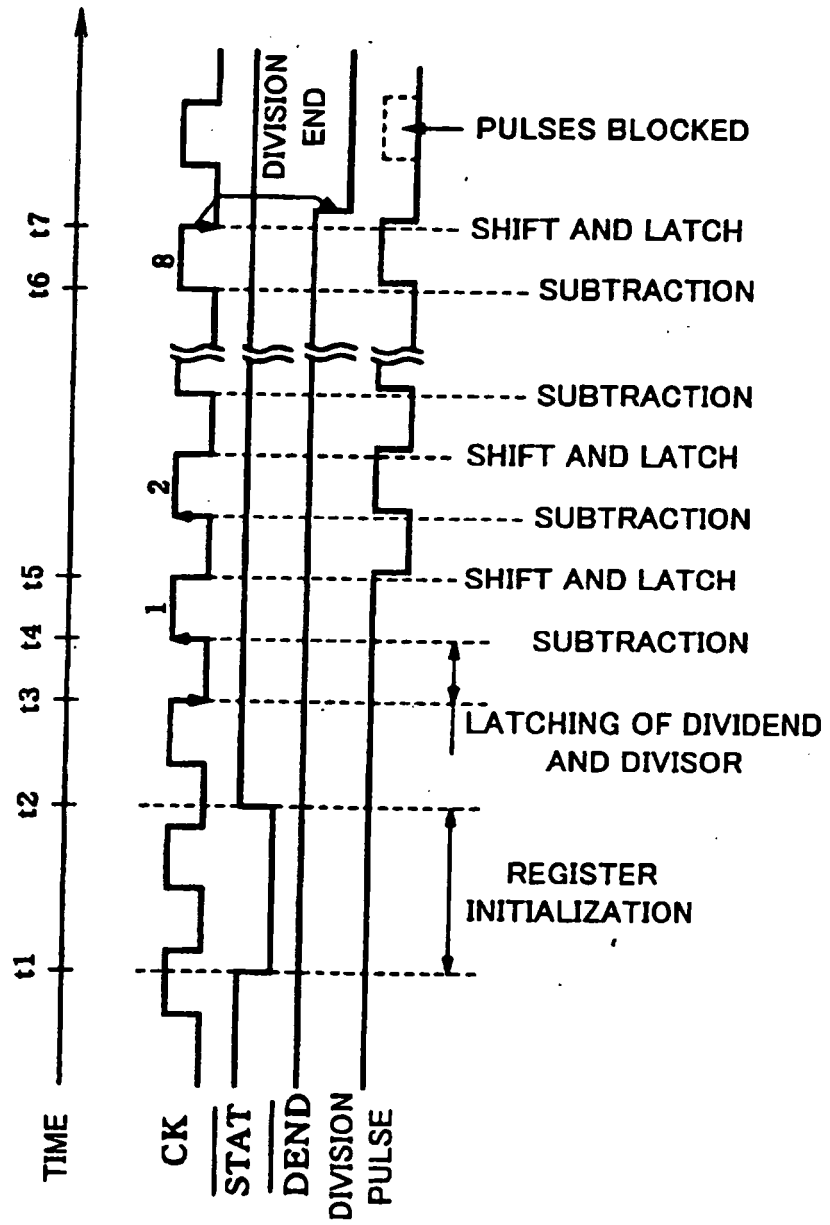 t7
t6
t5
t4
t3
t2
t1
TIME
8
2
1
CK
STAT
DEND
DIVISION
PULSE
DIVISION
END
PULSES BLOCKED
SHIFT AND LATCH
SUBTRACTION
SUBTRACTION
SHIFT AND LATCH
SUBTRACTION
SHIFT AND LATCH
SUBTRACTION
LATCHING OF DIVIDEND
AND DIVISOR
REGISTER
INITIALIZATION